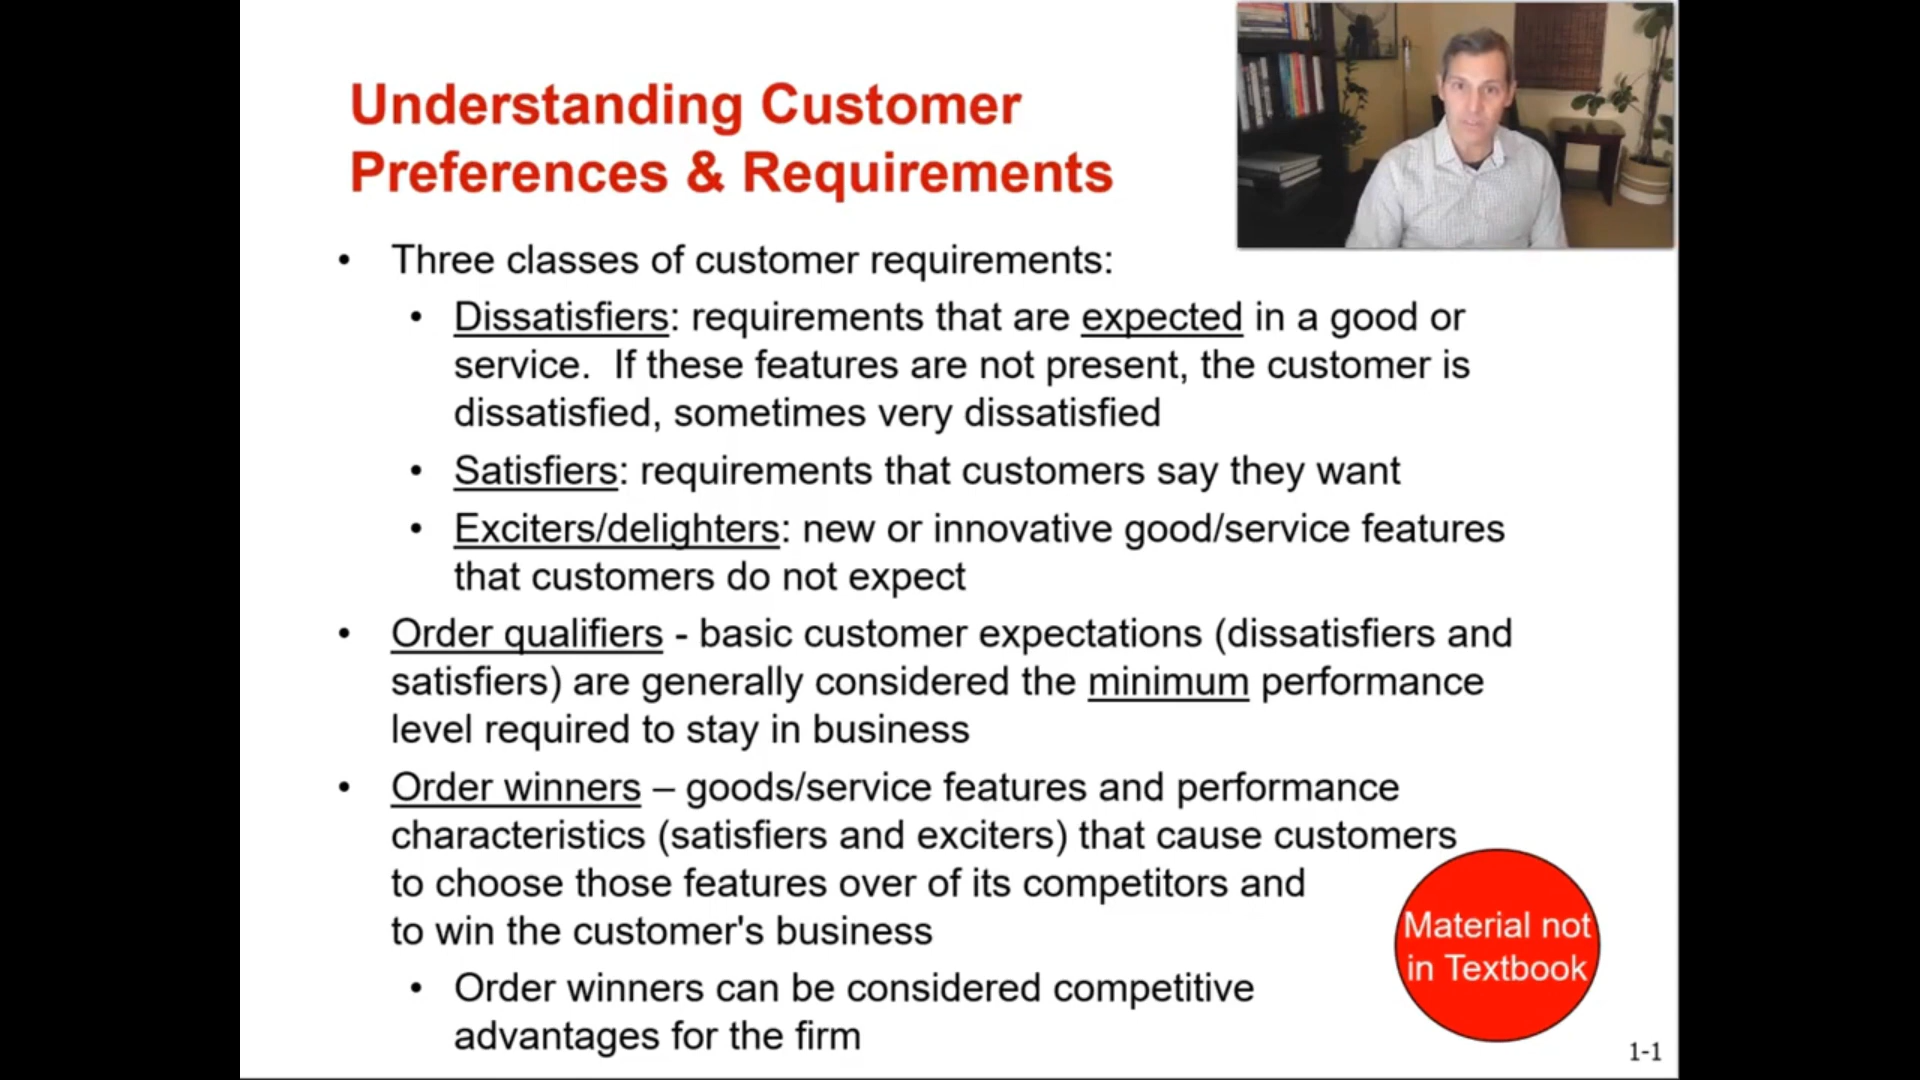 Understanding Customer
Preferences & Requirements
• Three classes of customer requirements:
• Dissatisfiers: requirements that are expected in a good or
service.  If these features are not present, the customer is
dissatisfied, sometimes very dissatisfied
• Satisfiers: requirements that customers say they want
• Exciters/delighters: new or innovative good/service features
that customers do not expect
• Order qualifiers - basic customer expectations (dissatisfiers and
satisfiers) are generally considered the minimum performance
level required to stay in business
• Order winners – goods/service features and performance
characteristics (satisfiers and exciters) that cause customers
to choose those features over of its competitors and
to win the customer's business
• Order winners can be considered competitive
advantages for the firm
Material not
in Textbook
1-1